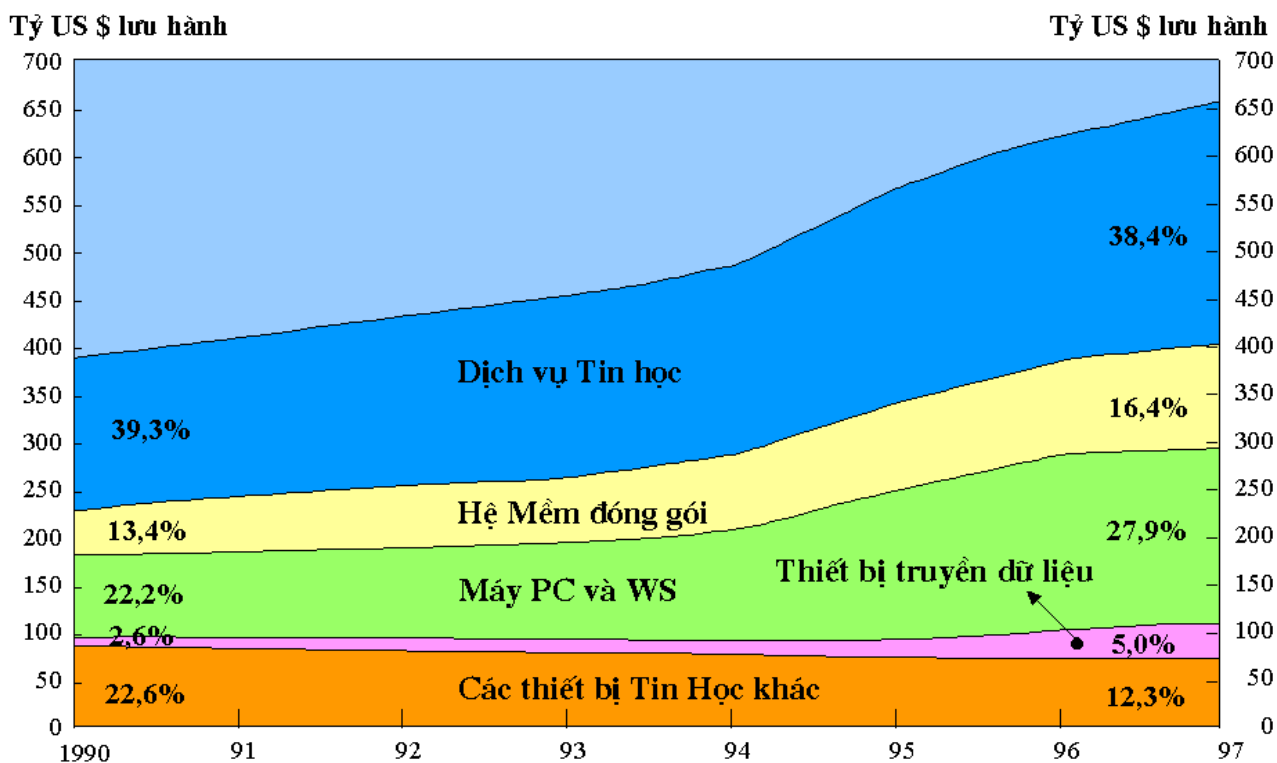 Tỷ US $ lưu hành Tỷ US $ lưu hành
700 700
650 650
600 600
550 550
500 38,4% 500
450 450
400 400
Dịch vụ Tin học
350 16,4% 350
39,3%
300 300
250 250
Hệ Mềm đóng gói
13,4% 27,9%
200 200
Thiết bị truyền dữ liệu
150 150
22,2% Máy PC và WS
100 2,6% 5,0% 100
50 22,6% Các thiết bị Tin Học khác 12,3% 50
0 0
1990 91 92 93 94 95 96 97